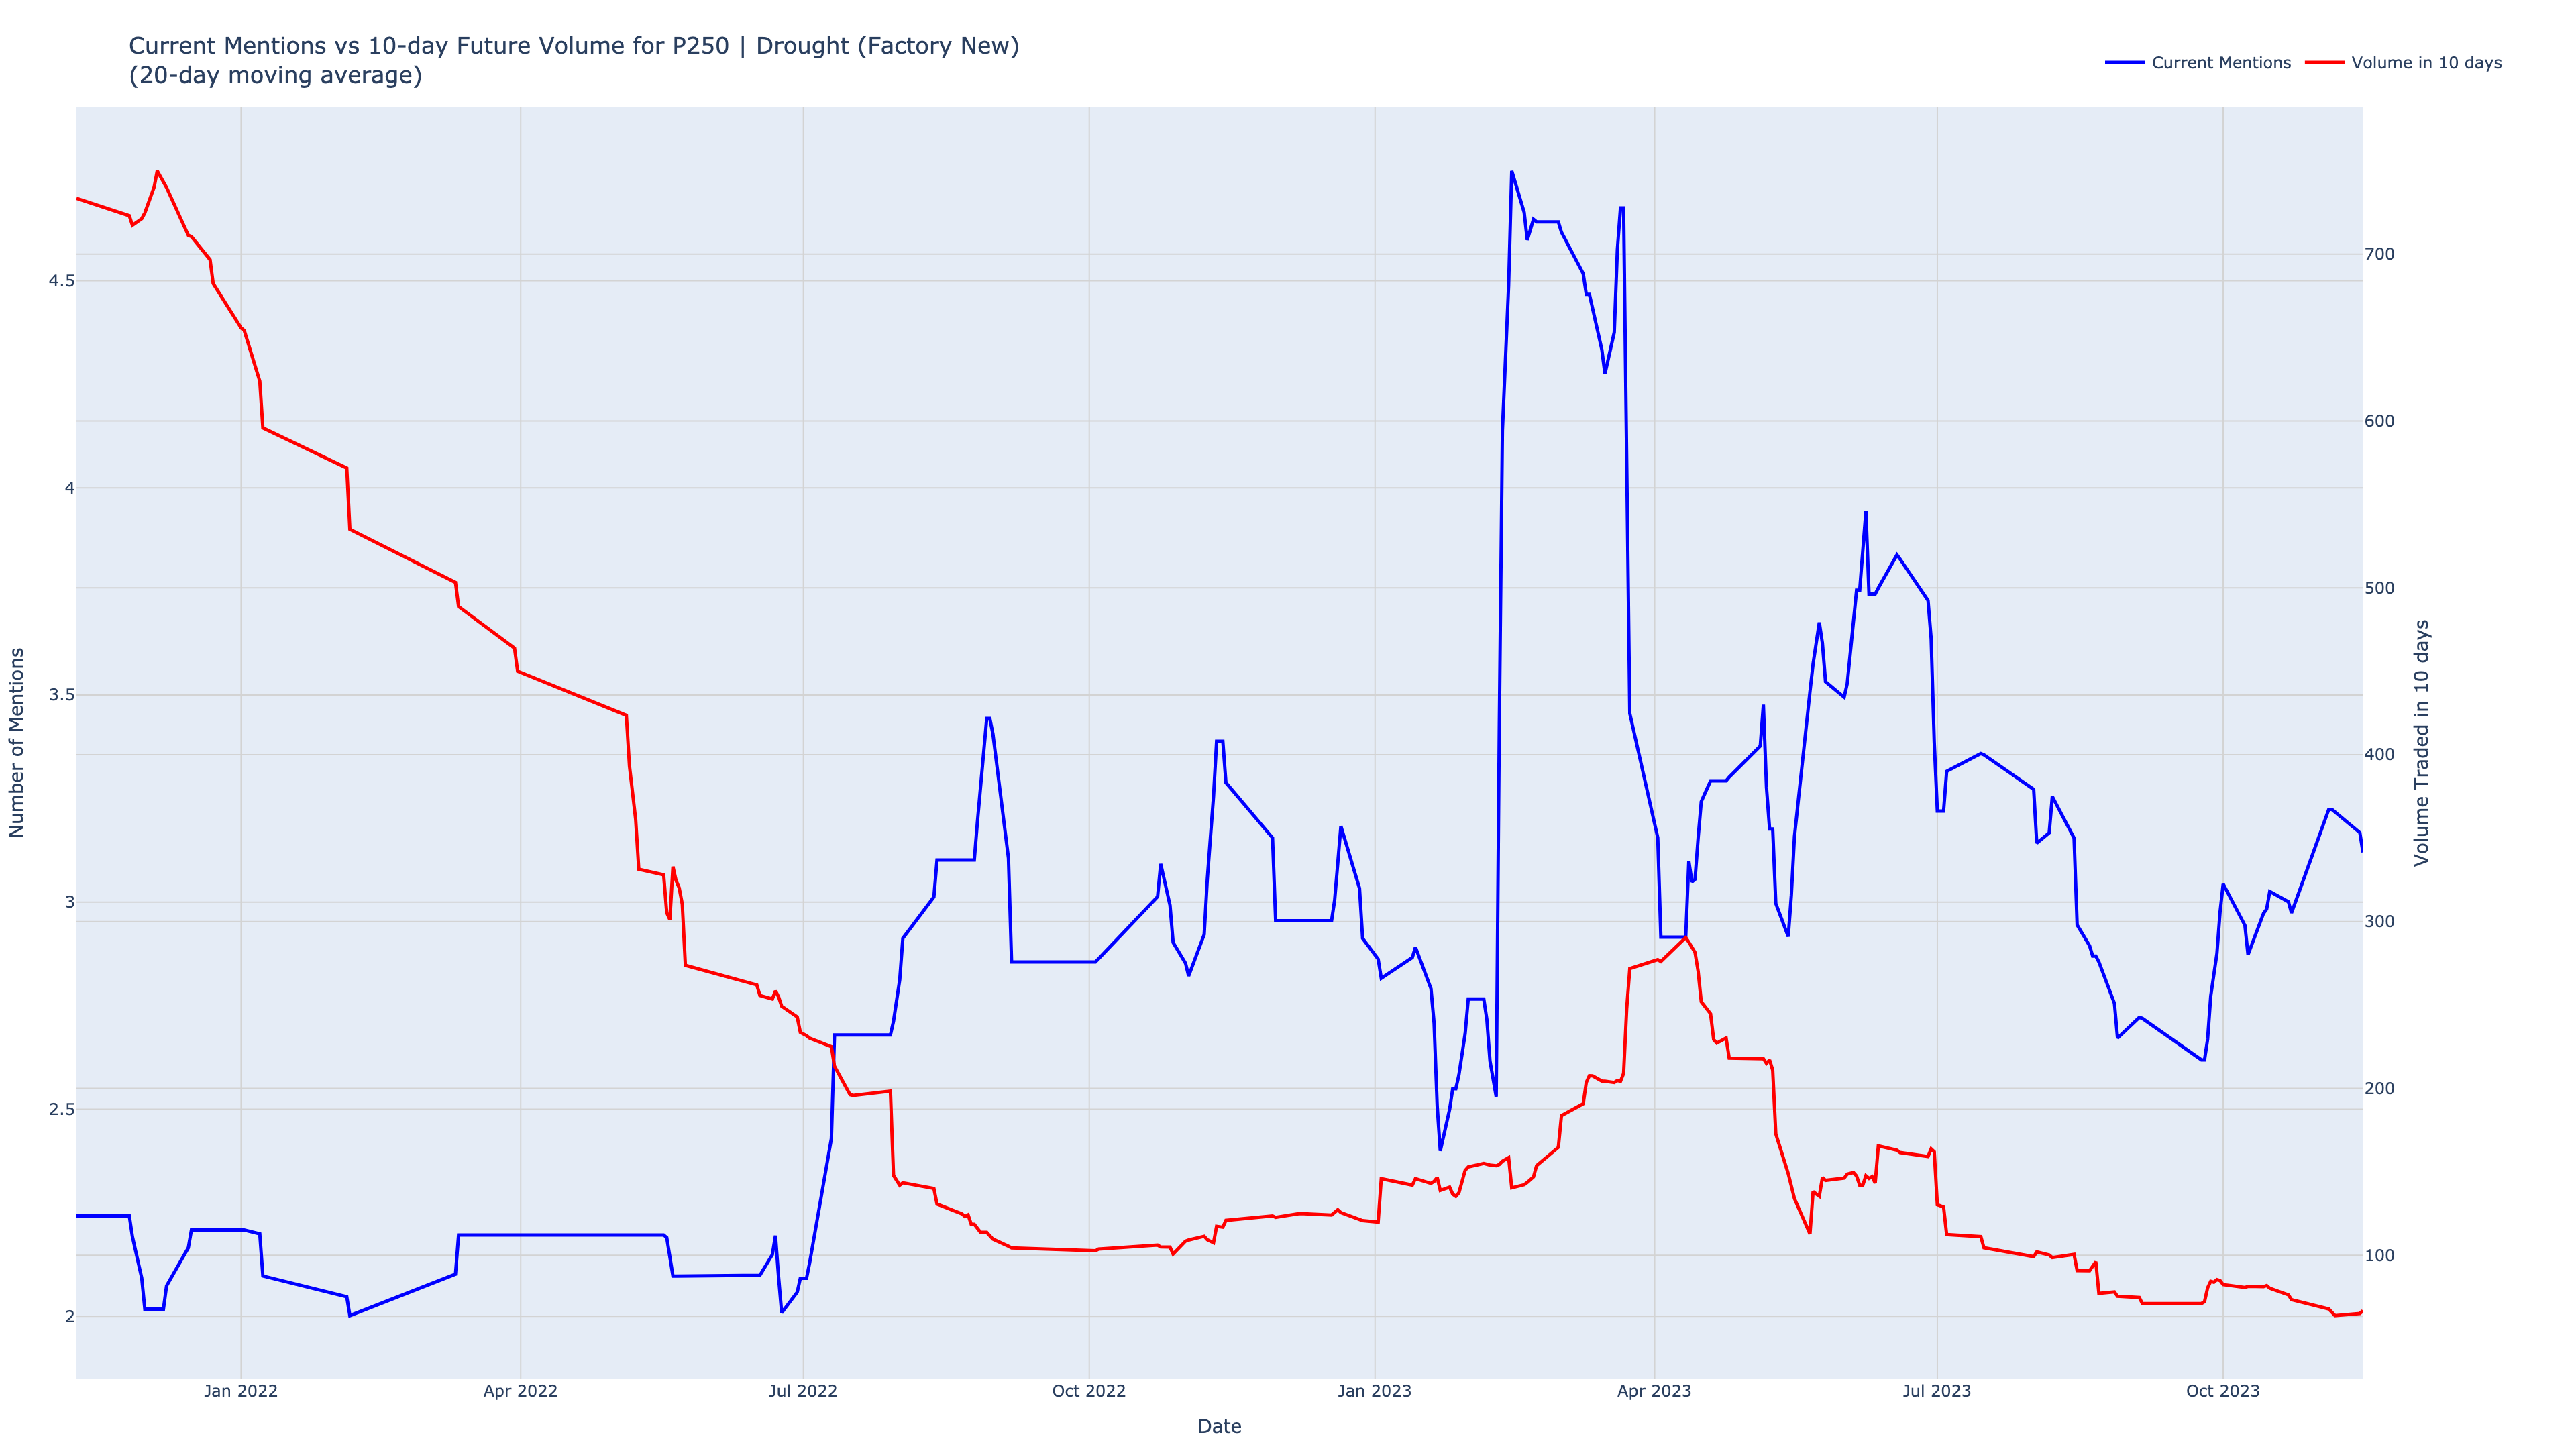 Current Mentions vs 10-day Future Volume for P250 | Drought (Factory New)
(20-day moving average)
Current Mentions
Volume in 10 days
4.5
4
3.5
3
2.5
2
Number of Mentions
700
600
500
400
300
200
100
Volume Traded in 10 days
Jan 2022
Apr 2022
Jul 2022
Oct 2022
Jan 2023
Apr 2023
Jul 2023
Oct 2023
Date